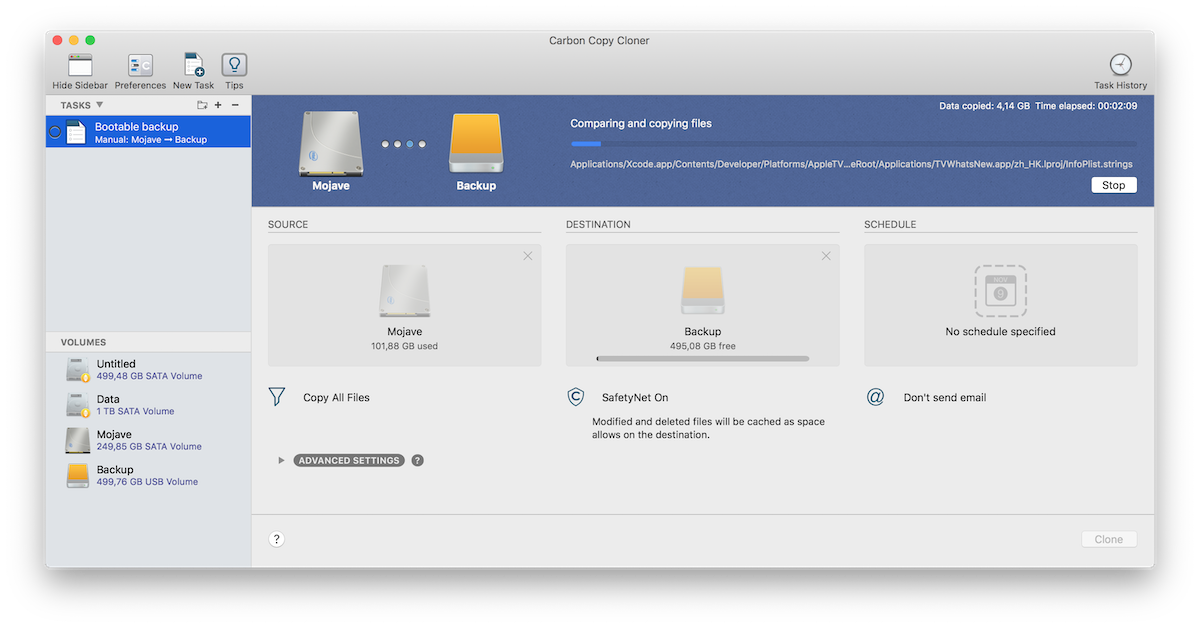 Carbon Copy Cloner
Hide Sidebar
Preferences
New Task
Tips
Task History
TASKS
Bootable backup
Manual: Mojave → Backup
Data copied: 4,14 GB Time elapsed: 00:02:09
Comparing and copying files
Applications/Xcode.app/Contents/Developer/Platforms/AppleTV...eRoot/Applications/TVWhatsNew.app/zh_HK.lproj/InfoPlist.strings
Mojave
Backup
Stop
SOURCE
DESTINATION
SCHEDULE
Mojave
101,88 GB used
Backup
495,08 GB free
NOV
9
No schedule specified
Copy All Files
SafetyNet On
Modified and deleted files will be cached as space
allows on the destination.
Don't send email
ADVANCED SETTINGS
?
VOLUMES
Untitled
499,48 GB SATA Volume
Data
1 TB SATA Volume
Mojave
249,85 GB SATA Volume
Backup
499,76 GB USB Volume
?
Clone